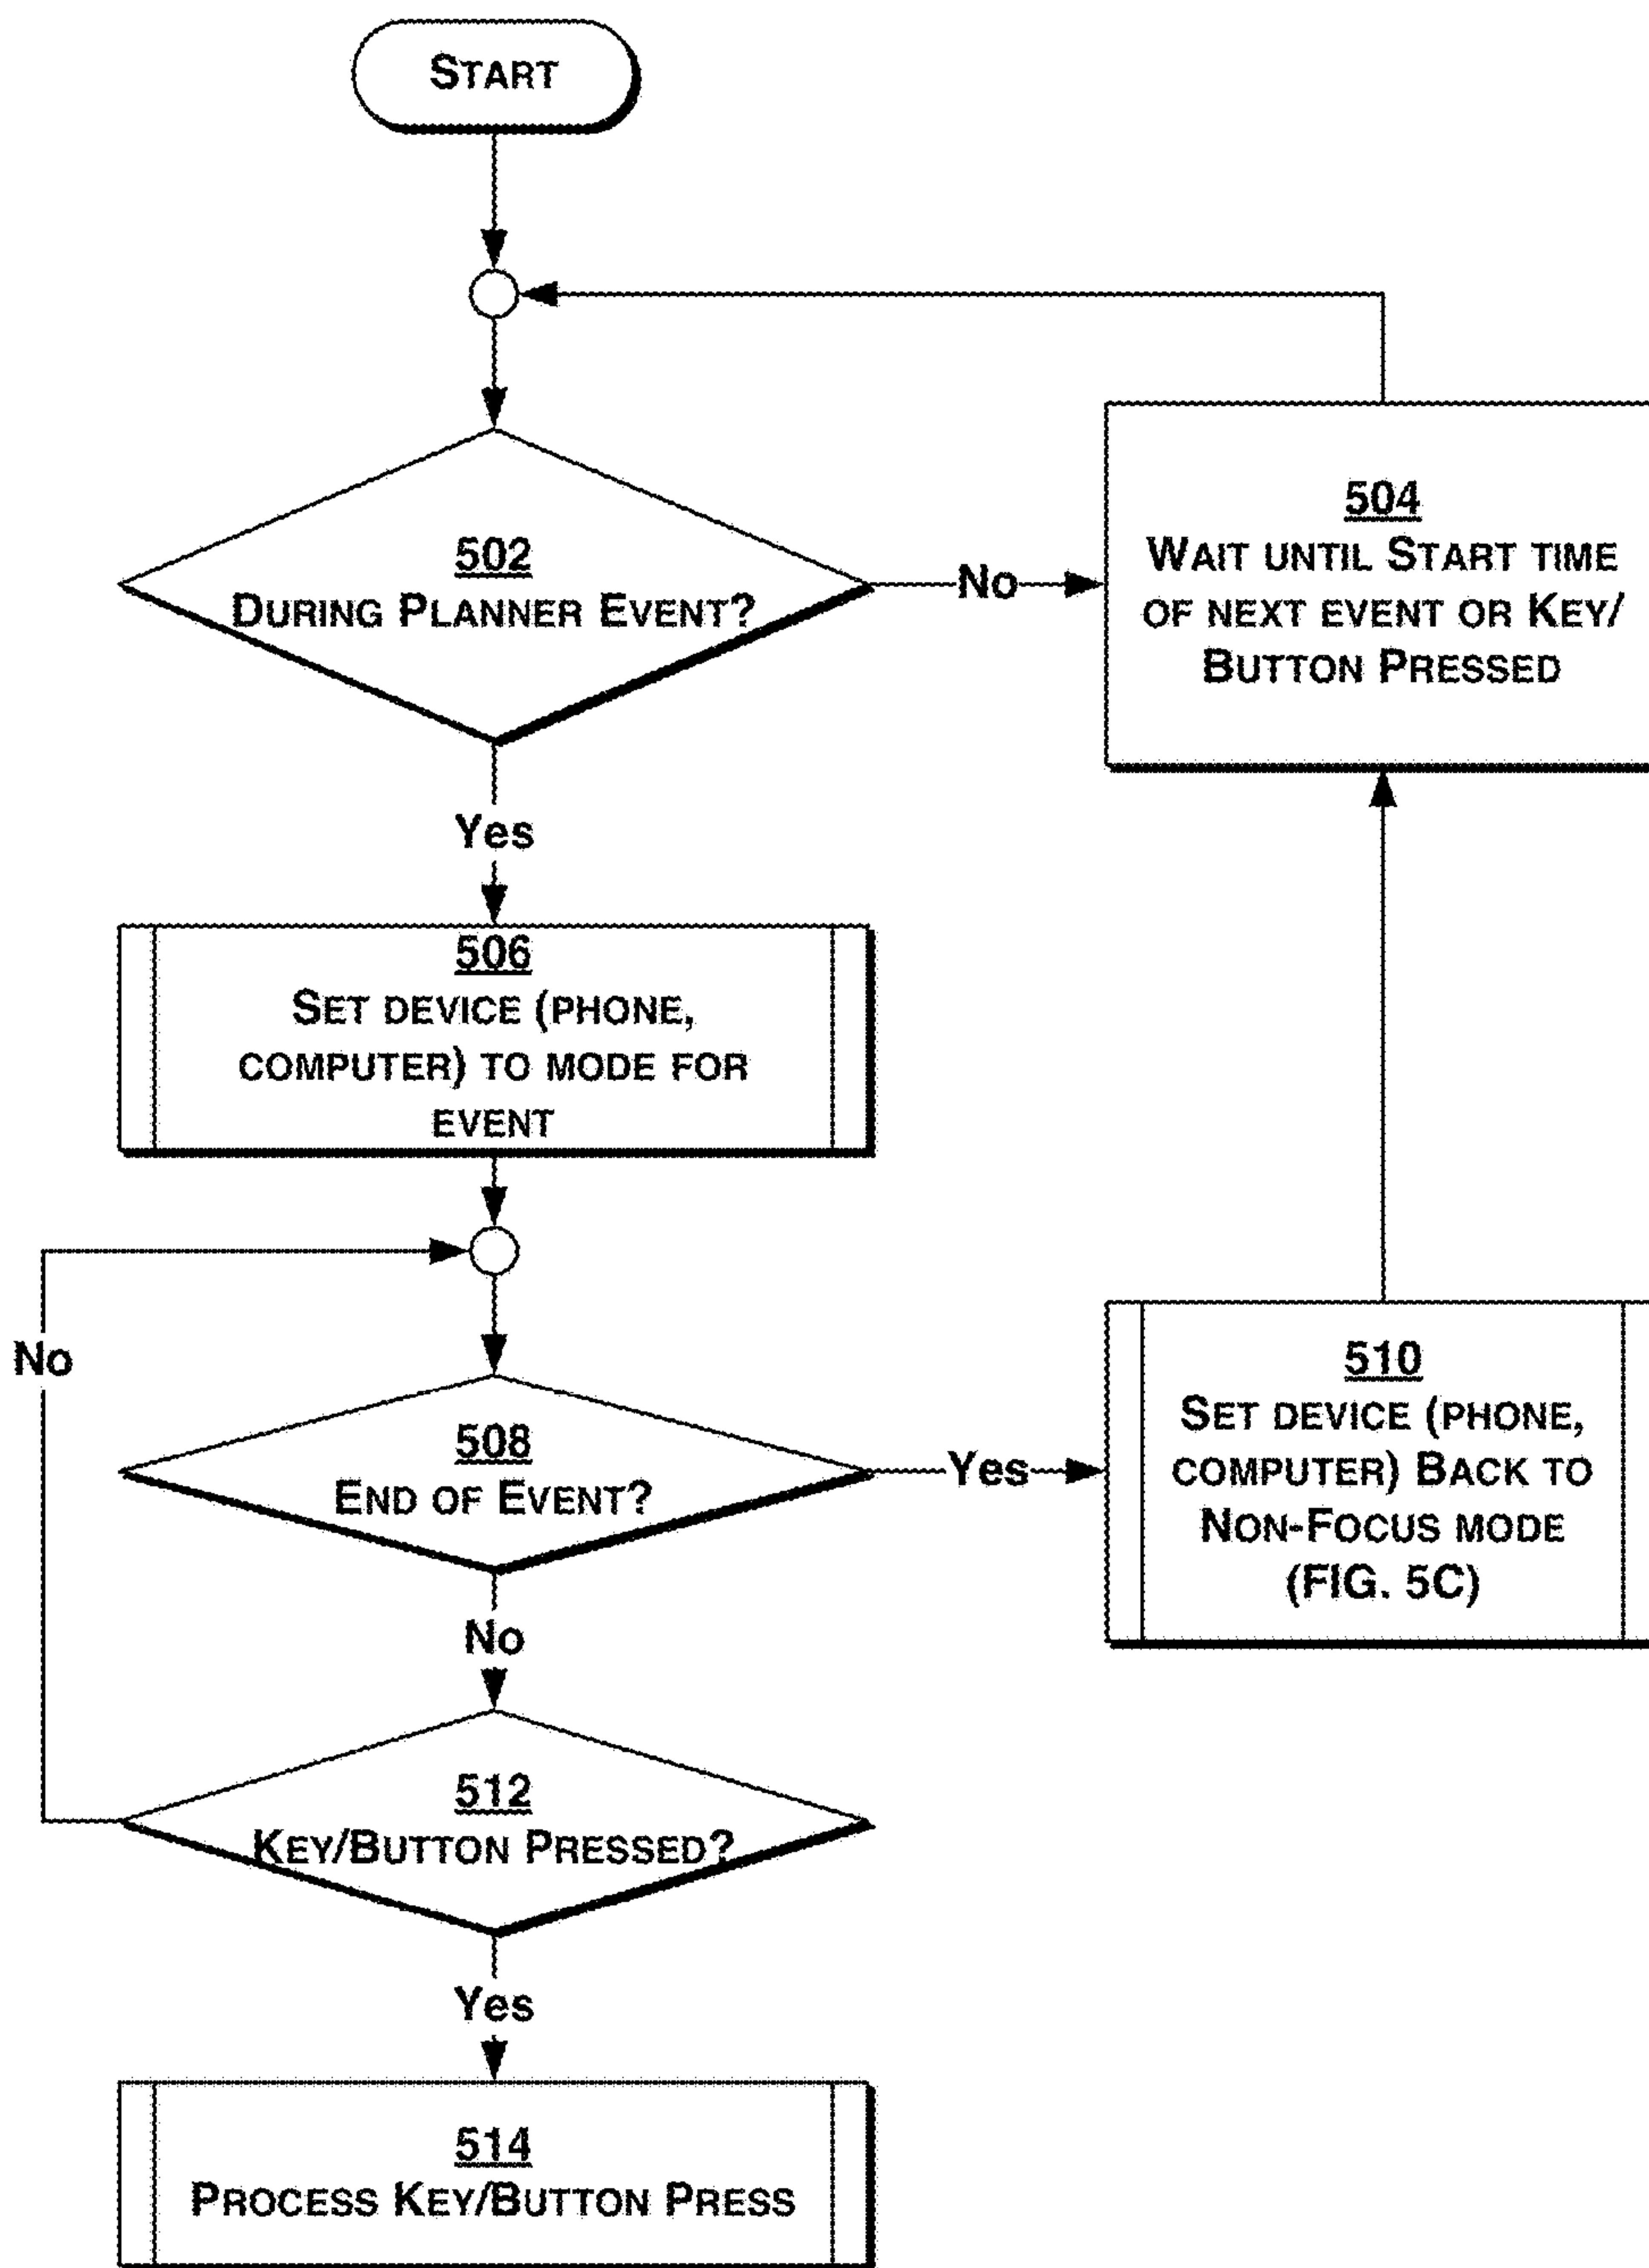 START
502
DURING PLANNER EVENT?
No
504
WAIT UNTIL START TIME
OF NEXT EVENT OR KEY/
BUTTON PRESSED
Yes
506
SET DEVICE (PHONE,
COMPUTER) TO MODE FOR
EVENT
No
508
END OF EVENT?
Yes
510
SET DEVICE (PHONE,
COMPUTER) BACK TO
NON-FOCUS MODE
(FIG. 5C)
No
512
KEY/BUTTON PRESSED?
Yes
514
PROCESS KEY/BUTTON PRESS